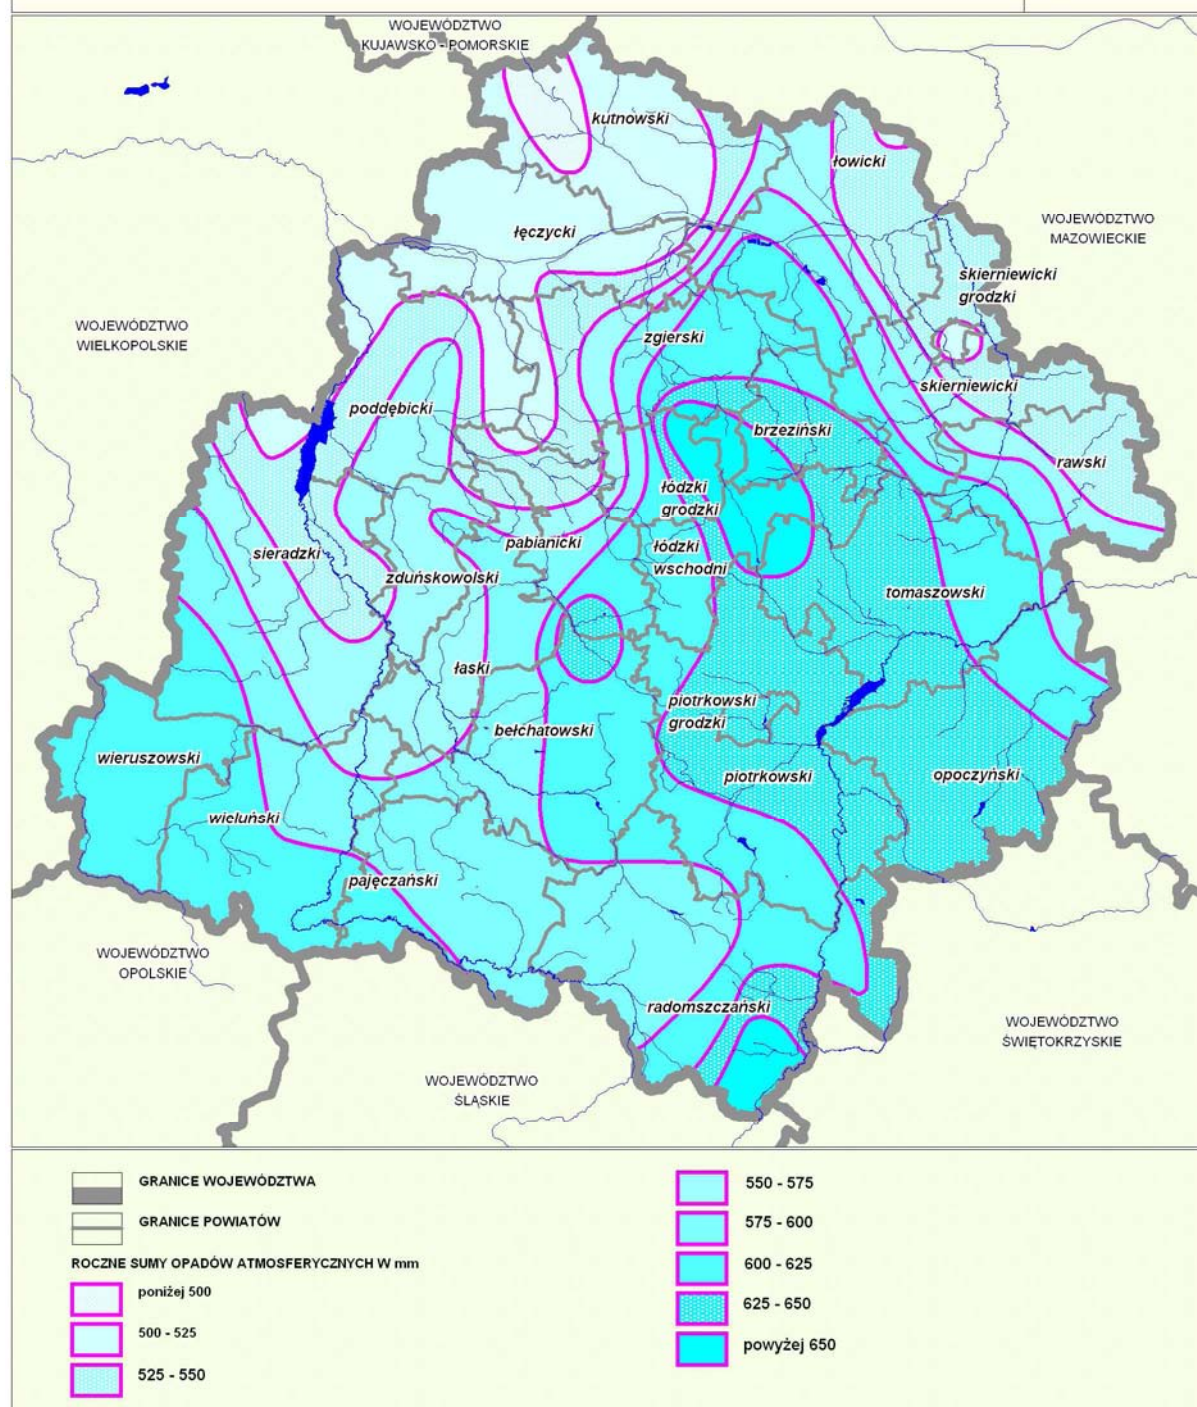 WOJEWÓDZTWO
KUJAWSKO - POMORSKIE
kutnowski
łowicki
WOJEWÓDZTWO
MAZOWIECKIE
łęczycki
skierniewicki
grodzki
WOJEWÓDZTWO
WIELKOPOLSKIE
zgierski
skierniewicki
poddębicki
brzeziński
rawski
łódzki
grodzki
sieradzki
pabianicki
łódzki
wschodni
zduńskowolski
tomaszowski
łaski
piotrkowski
grodzki
bełchatowski
wieruszowski
piotrkowski
opoczyński
wieluński
pajęczański
WOJEWÓDZTWO
OPOLSKIE
radomszczański
WOJEWÓDZTWO
ŚWIĘTOKRZYSKIE
WOJEWÓDZTWO
ŚLĄSKIE
GRANICE WOJEWÓDZTWA
GRANICE POWIATÓW
ROCZNE SUMY OPADÓW ATMOSFERYCZNYCH W mm
poniżej 500
500 - 525
525 - 550
550 - 575
575 - 600
600 - 625
625 - 650
powyżej 650